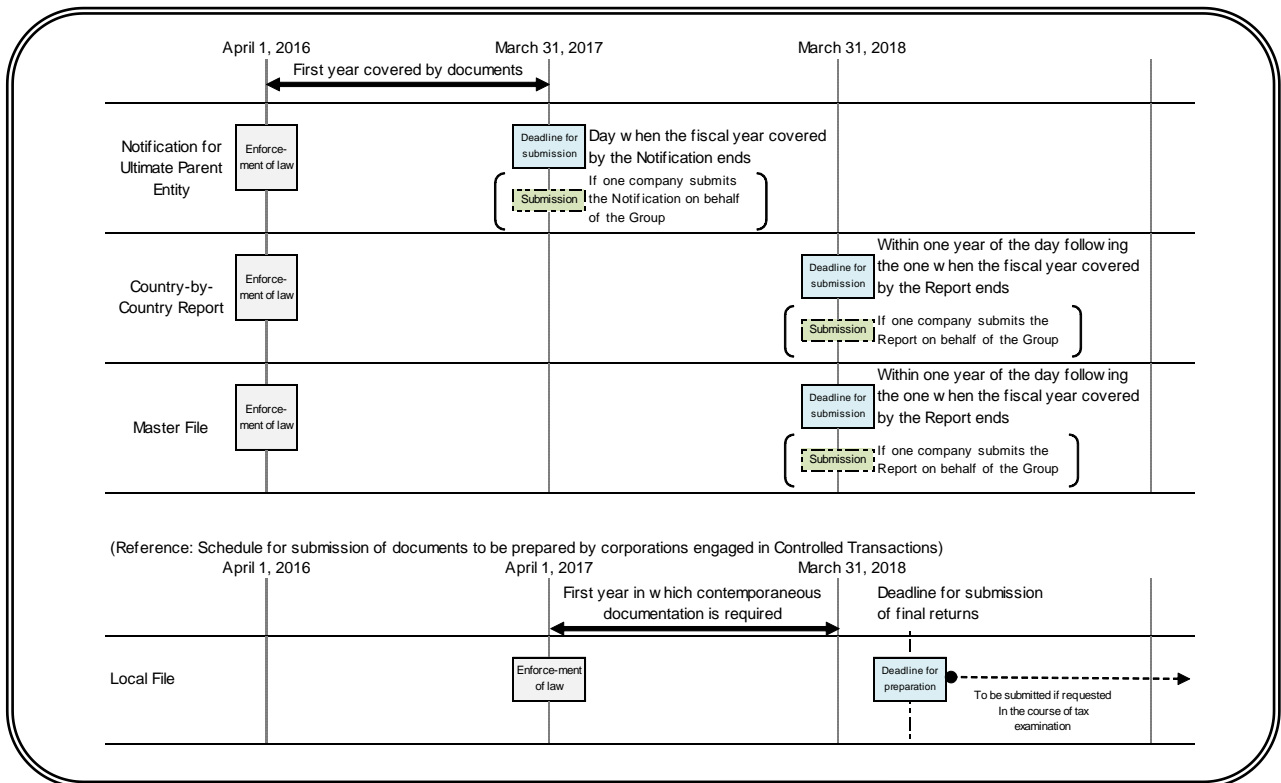 April 1, 2016
March 31, 2017
March 31, 2018
First year covered by documents
Notification for
Ultimate Parent
Entity
Enforce-
ment of law
Deadline for
submission
Day when the fiscal year covered
by the Notification ends
Submission
If one company submits
the Notification on behalf
of the Group
Country-by-
Country Report
Enforce-
ment of law
Deadline for
submission
Within one year of the day following
the one when the fiscal year covered
by the Report ends
Submission
If one company submits the
Report on behalf of the Group
Master File
Enforce-
ment of law
Deadline for
submission
Within one year of the day following
the one when the fiscal year covered
by the Report ends
Submission
If one company submits the
Report on behalf of the Group
(Reference: Schedule for submission of documents to be prepared by corporations engaged in Controlled Transactions)
April 1, 2016
April 1, 2017
March 31, 2018
First year in which contemporaneous
documentation is required
Deadline for submission
of final returns
Local File
Enforce-ment
of law
Deadline for
preparation
To be submitted if requested
In the course of tax
examination